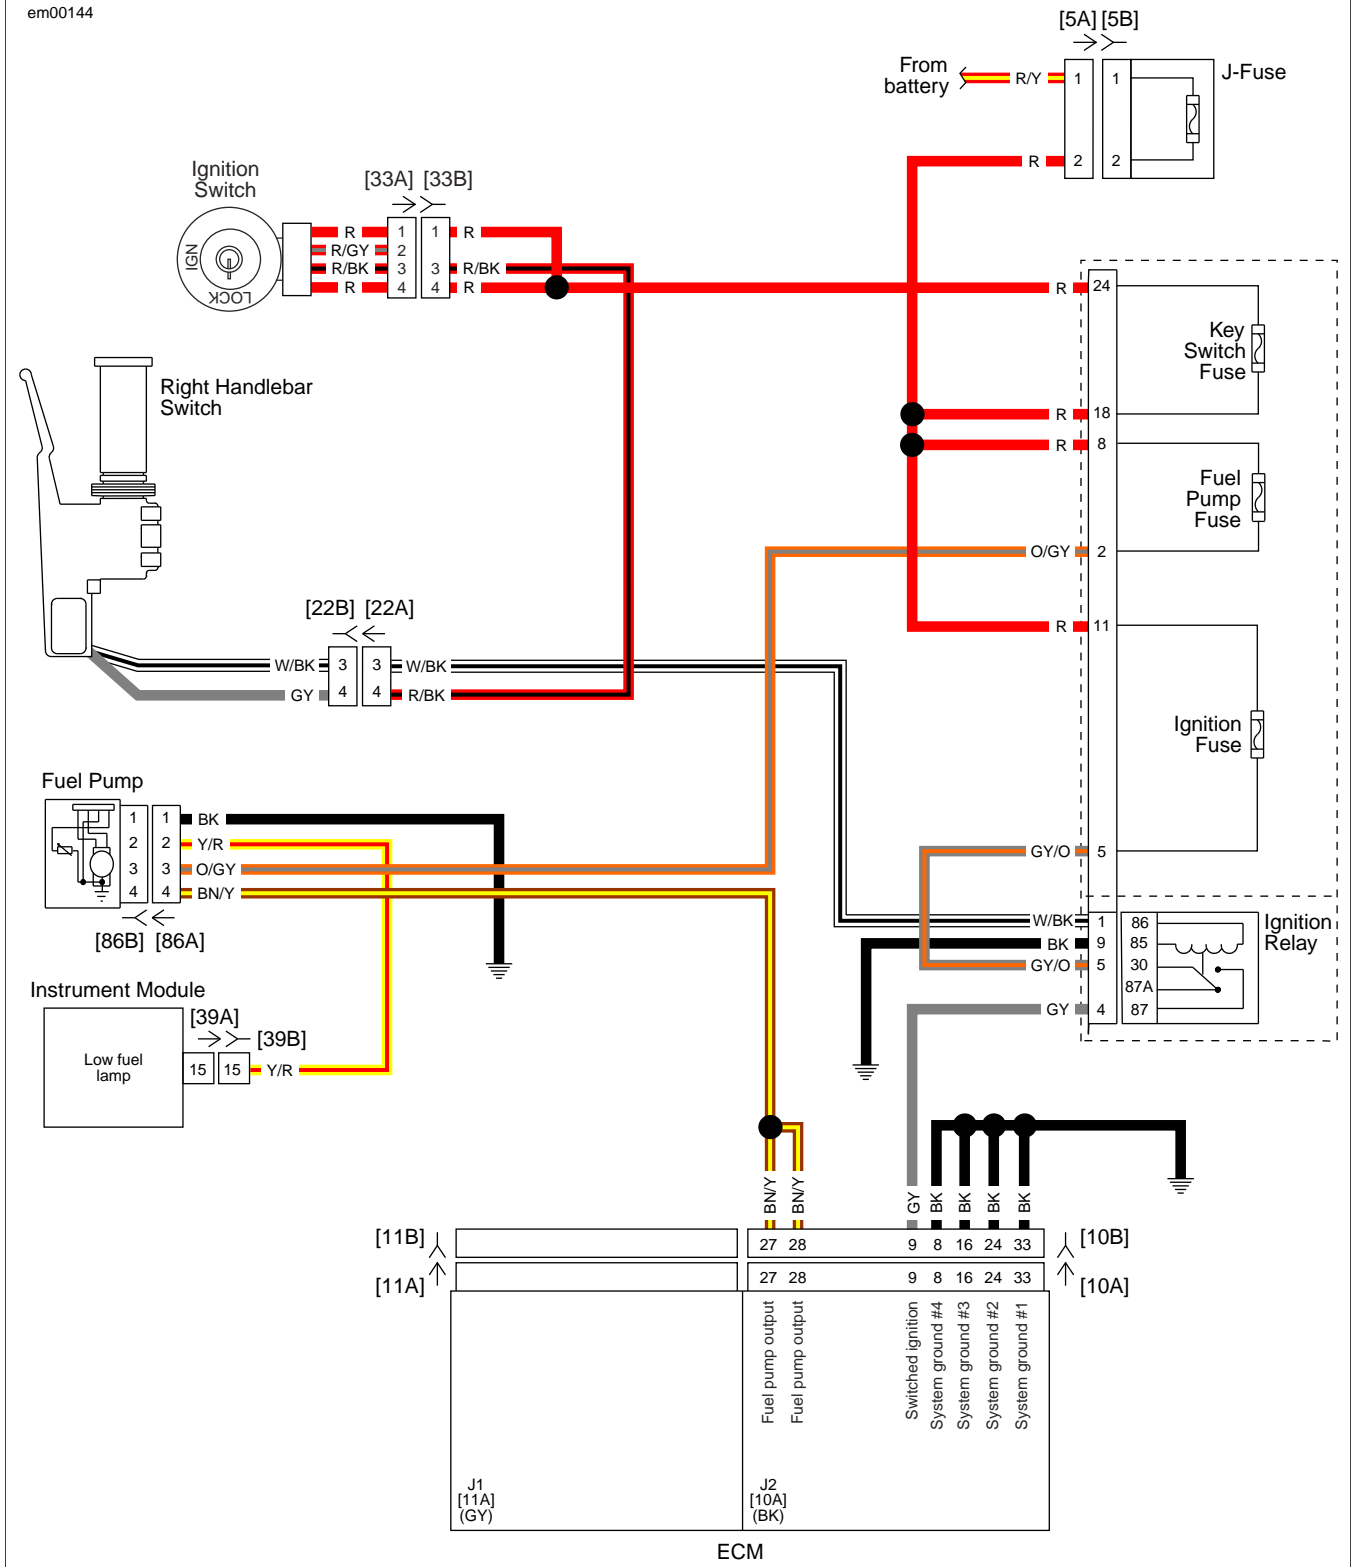 em00144
[5A] [5B]
From
battery
R/Y
1
1
J-Fuse
R
2
2
Ignition
Switch
IGN
LOCK
[33A] [33B]
R
1
1
R
R/GY
2
R/BK
3
3
R/BK
R
4
4
R
R
24
Key
Switch
Fuse
R
18
R
8
Fuel
Pump
Fuse
O/GY
2
R
11
Ignition
Fuse
GY/O
5
Right Handlebar
Switch
[22B] [22A]
W/BK
3
3
W/BK
GY
4
4
R/BK
Fuel Pump
1
1
BK
2
2
Y/R
3
3
O/GY
4
4
BN/Y
[86B] [86A]
W/BK
1
86
Ignition
Relay
BK
9
85
GY/O
5
30
87A
GY
4
87
Instrument Module
[39A]
[39B]
Low fuel
lamp
15
15
Y/R
BN/Y
BN/Y
GY
BK
BK
BK
BK
[11B]
27 28 9 8 16 24 33
[10B]
[11A]
27 28 9 8 16 24 33
[10A]
Fuel pump output
Fuel pump output
Switched ignition
System ground #4
System ground #3
System ground #2
System ground #1
J1
[11A]
(GY)
J2
[10A]
(BK)
ECM